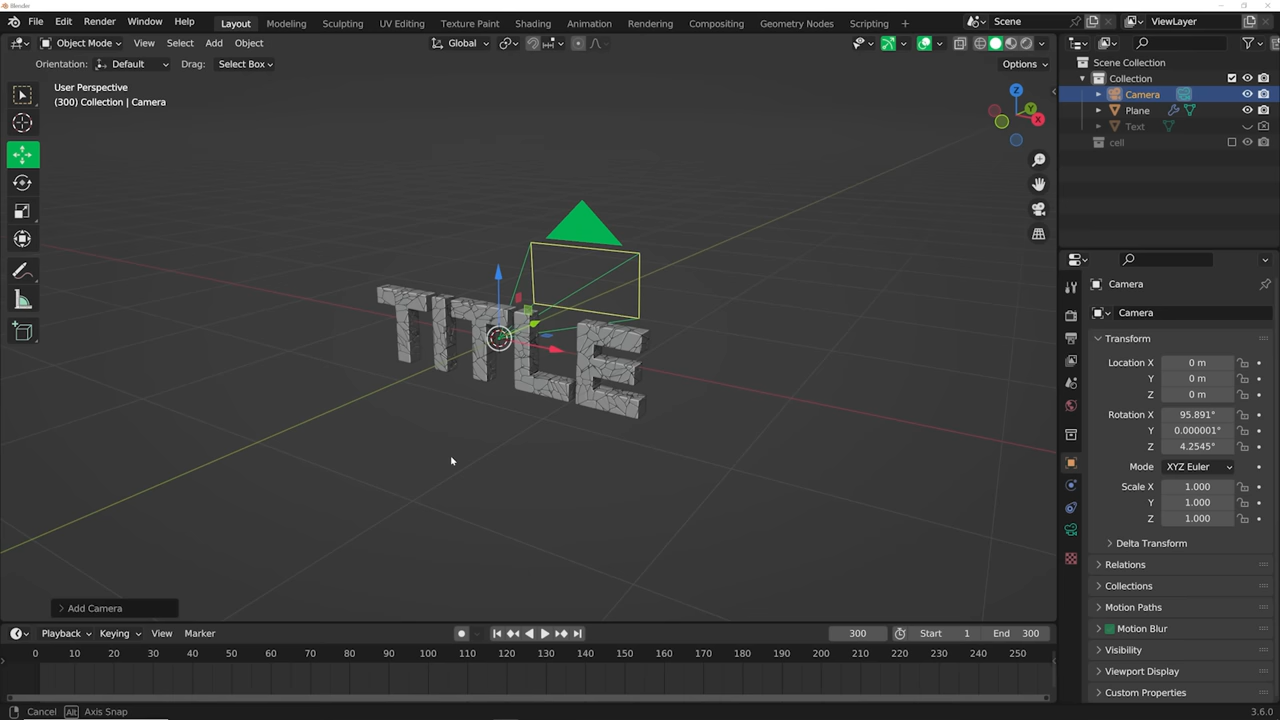 Blender
File Edit Render Window Help
Layout Modeling Sculpting UV Editing Texture Paint Shading Animation Rendering Compositing Geometry Nodes Scripting +
Scene
ViewLayer
Object Mode View Select Add Object
Global
Orientation: Default Drag: Select Box
Options
User Perspective
(300) Collection | Camera
Z
Y
X
TITLE
Scene Collection
Collection
Camera
Plane
Text
cell
Camera
Camera
Transform
Location X 0 m
Y 0 m
Z 0 m
Rotation X 95.891°
Y 0.000001°
Z 4.2545°
Mode XYZ Euler
Scale X 1.000
Y 1.000
Z 1.000
Delta Transform
Relations
Collections
Motion Paths
Motion Blur
Visibility
Viewport Display
Custom Properties
Add Camera
Playback Keying View Marker
300 Start 1 End 300
0 10 20 30 40 50 60 70 80 90 100 110 120 130 140 150 160 170 180 190 200 210 220 230 240 250
Cancel Alt Axis Snap
3.6.0